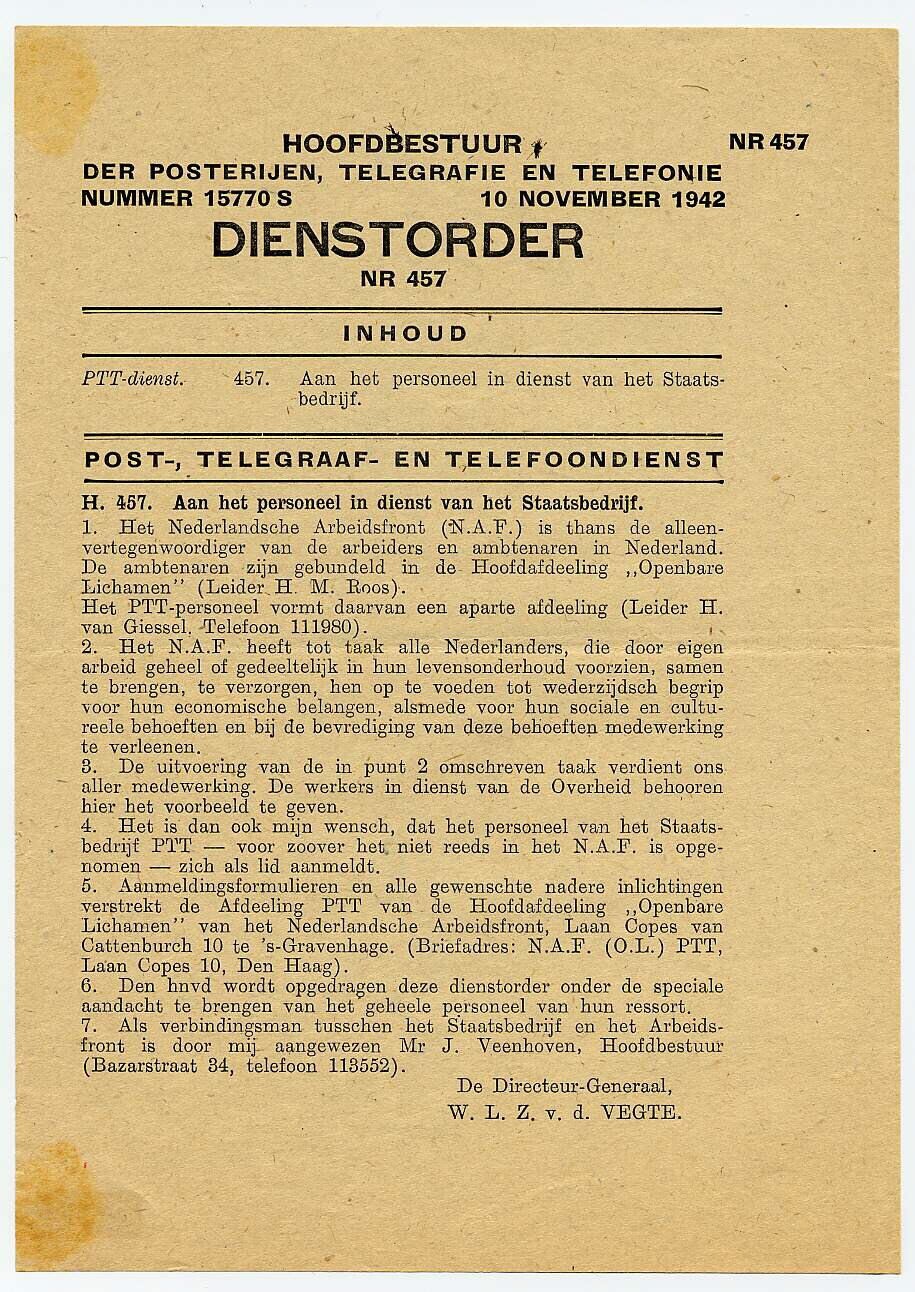 HOOFDBESTUUR NR 457
DER POSTERIJEN, TELEGRAFIE EN TELEFONIE
NUMMER 15770 S 10 NOVEMBER 1942
DIENSTORDER
NR 457
INHOUD
PTT-dienst. 457. Aan het personeel in dienst van het Staats-
bedrijf.
POST-, TELEGRAAF- EN TELEFOONDIENST
H. 457. Aan het personeel in dienst van het Staatsbedrijf.
1. Het Nederlandsche Arbeidsfront (N.A.F.) is thans de alleen-
vertegenwoordiger van de arbeiders en ambtenaren in Nederland.
De ambtenaren zijn gebundeld in de Hoofdafdeeling ,,Openbare
Lichamen" (Leider H. M. Roos).
Het PTT-personeel vormt daarvan een aparte afdeeling (Leider H.
van Giessel. Telefoon 111980).
2. Het N.A.F. heeft tot taak alle Nederlanders, die door eigen
arbeid geheel of gedeeltelijk in hun levensonderhoud voorzien, samen
te brengen, te verzorgen, hen op te voeden tot wederzijdsch begrip
voor hun economische belangen, alsmede voor hun sociale en cultu-
reele behoeften en bij de bevrediging van deze behoeften medewerking
te verleenen.
3. De uitvoering van de in punt 2 omschreven taak verdient ons
aller medewerking. De werkers in dienst van de Overheid behooren
hier het voorbeeld te geven.
4. Het is dan ook mijn wensch, dat het personeel van het Staats-
bedrijf PTT — voor zoover het niet reeds in het N.A.F. is opge-
nomen — zich als lid aanmeldt.
5. Aanmeldingsformulieren en alle gewenschte nadere inlichtingen
verstrekt de Afdeeling PTT van de Hoofdafdeeling ,,Openbare
Lichamen" van het Nederlandsche Arbeidsfront, Laan Copes van
Cattenburch 10 te 's-Gravenhage. (Briefadres: N.A.F. (O.L.) PTT,
Laan Copes 10, Den Haag).
6. Den hnvd wordt opgedragen deze dienstorder onder de speciale
aandacht te brengen van het geheele personeel van hun ressort.
7. Als verbindingsman tusschen het Staatsbedrijf en het Arbeids-
front is door mij aangewezen Mr J. Veenhoven, Hoofdbestuur
(Bazarstraat 34, telefoon 113552).
De Directeur-Generaal,
W. L. Z. v. d. VEGTE.